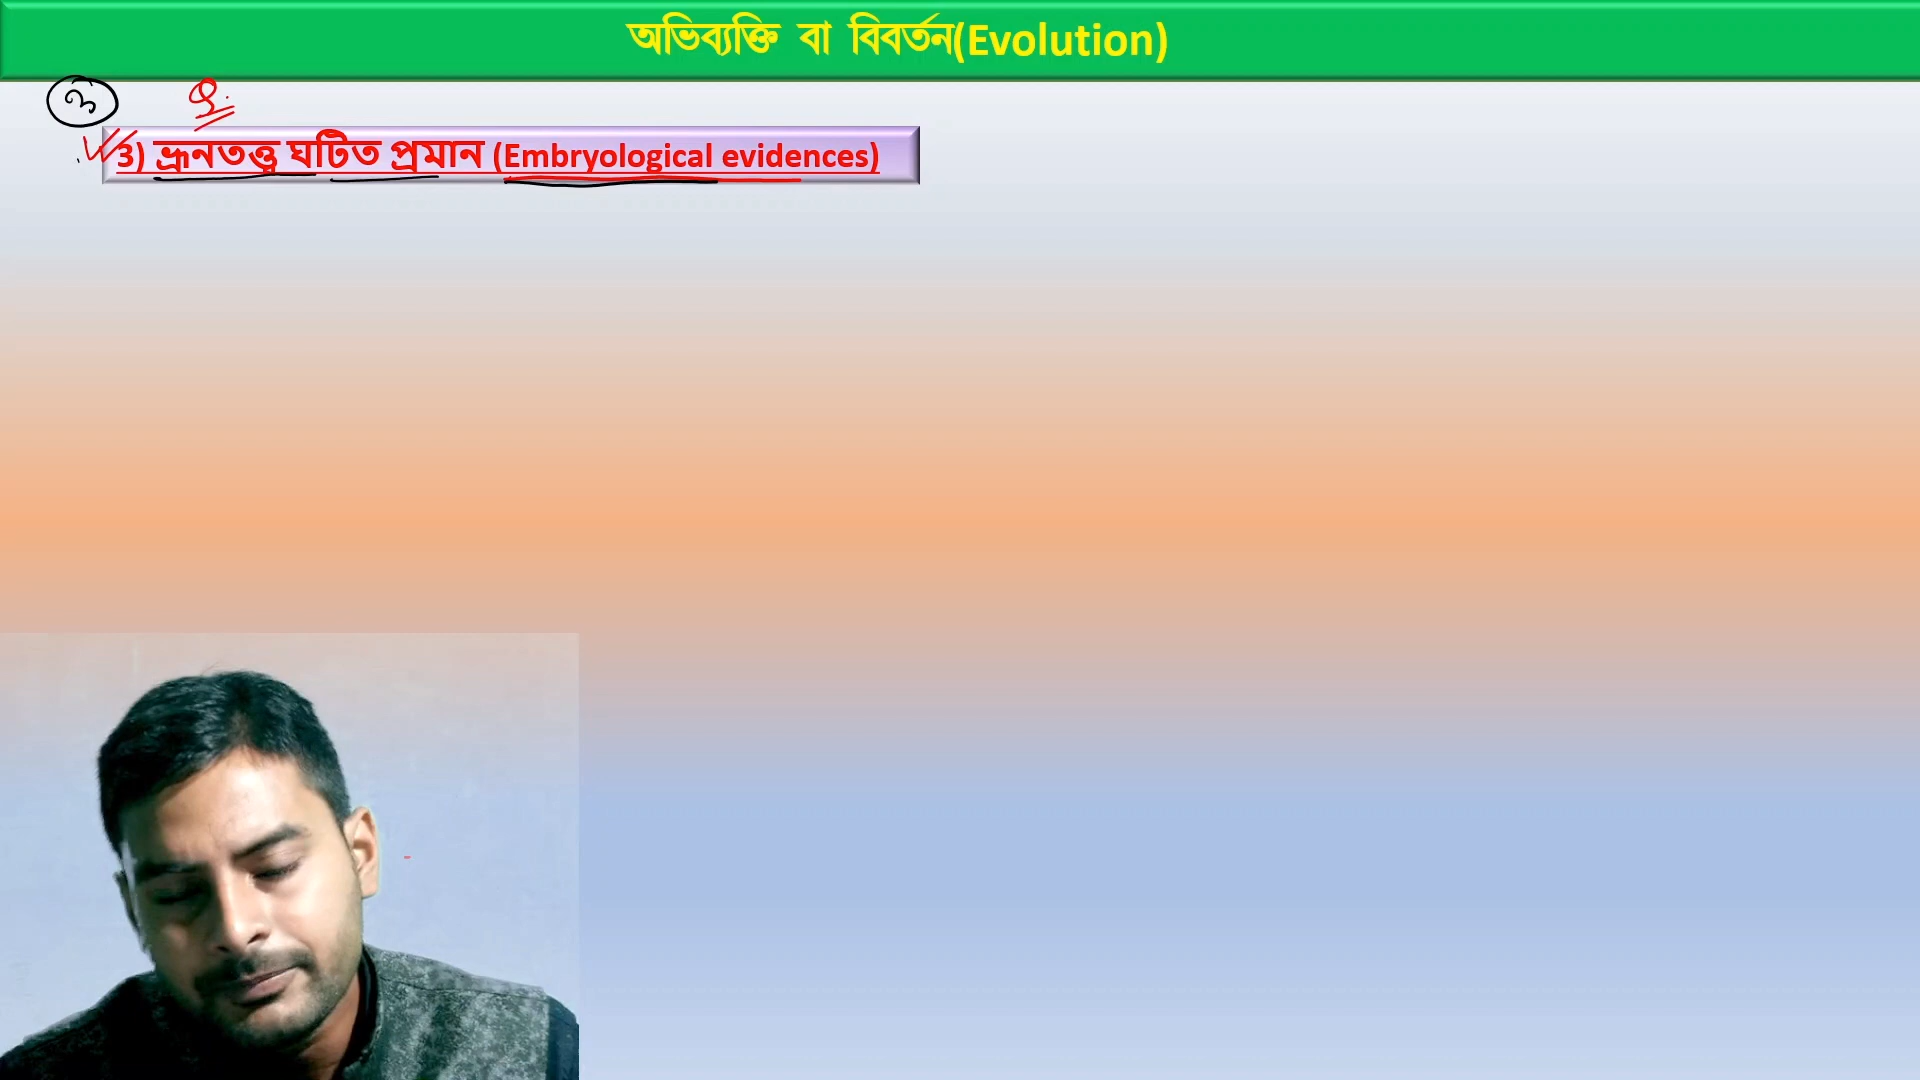 অভিব্যক্তি বা বিবর্তন(Evolution)
৩
3) ভ্রূনতত্ত্ব ঘটিত প্রমান (Embryological evidences)